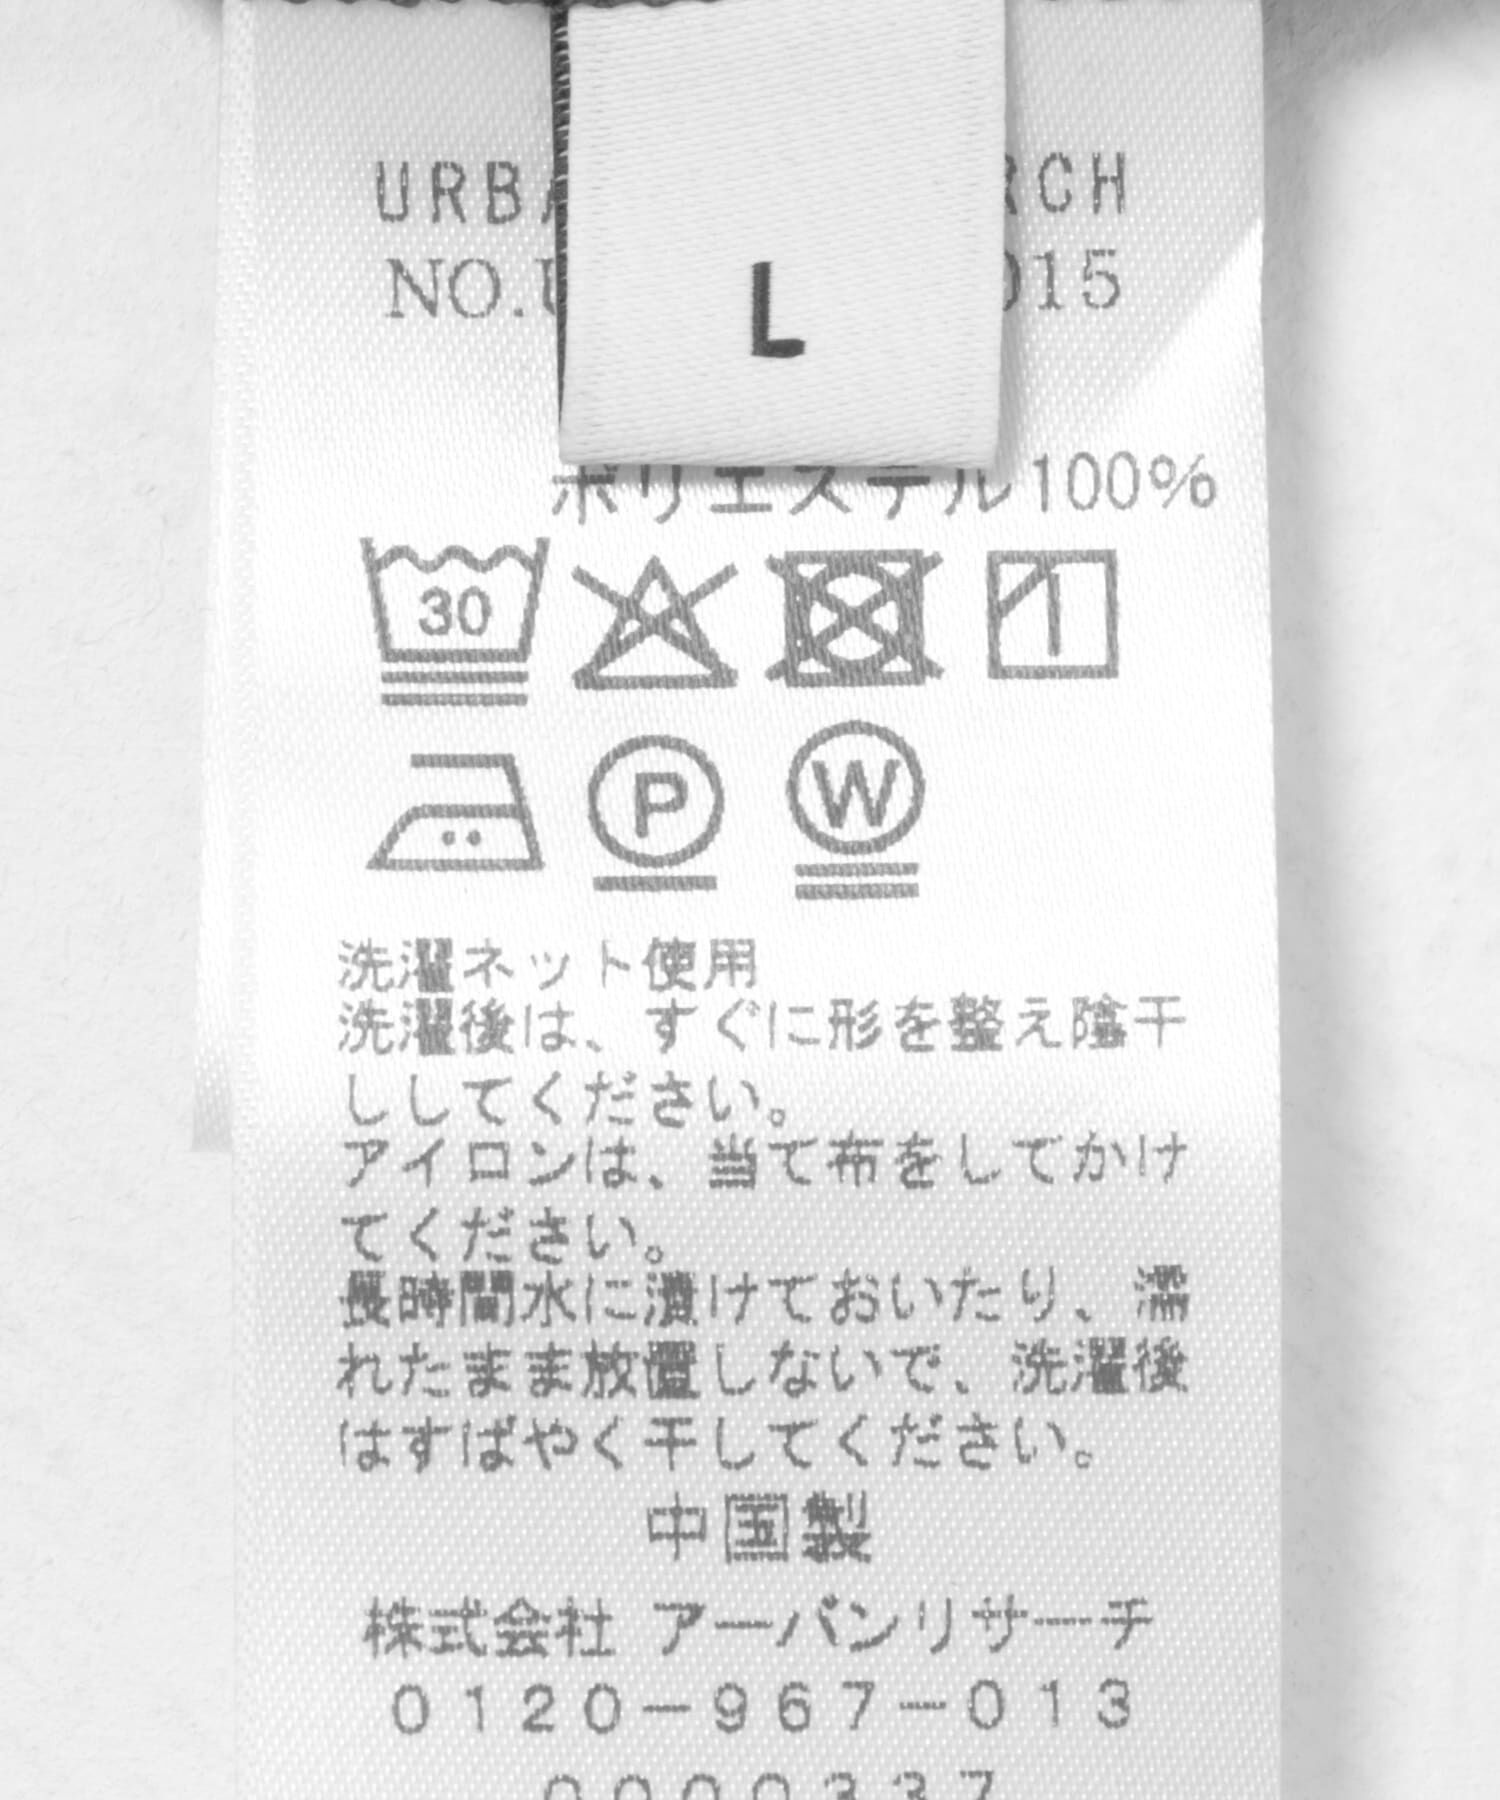 URB RCH
NO. 015
L
ポリエステル100%
30
P
W
洗濯ネット使用
洗濯後は、すぐに形を整え陰干
ししてください。
アイロンは、当て布をしてかけ
てください。
長時間水に漬けておいたり、濡
れたまま放置しないで、洗濯後
はすばやく干してください。
中国製
株式会社 アーバンリサーチ
0120-967-013